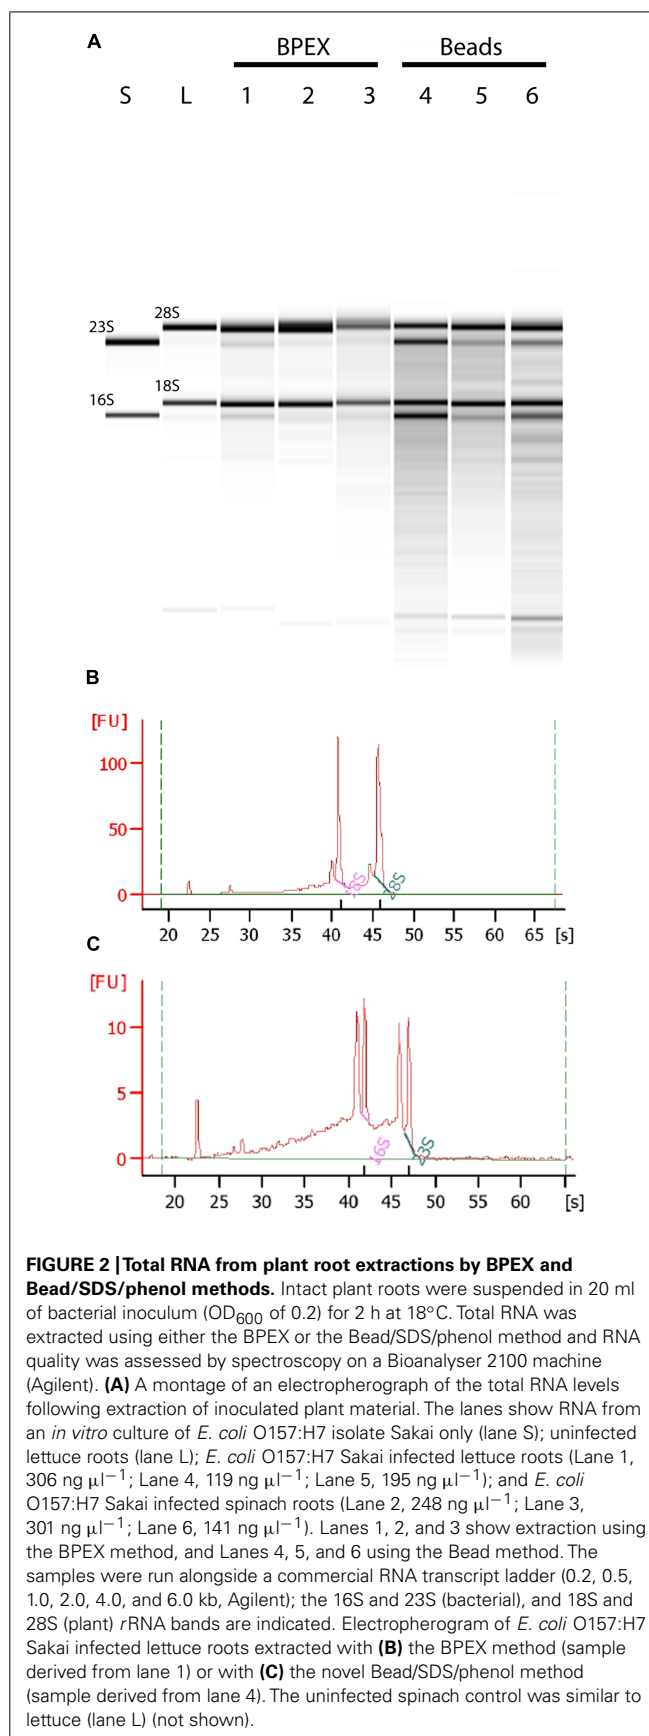 A
BPEX Beads
S L 1 2 3 4 5 6
28S
23S
18S
16S
B
[FU]
100
50
0
18S 28S
20 25 30 35 40 45 50 55 60 65 [s]
C
[FU]
10
5
0
16S 23S
20 25 30 35 40 45 50 55 60 [s]
FIGURE 2 | Total RNA from plant root extractions by BPEX and
Bead/SDS/phenol methods. Intact plant roots were suspended in 20 ml
of bacterial inoculum (OD600 of 0.2) for 2 h at 18°C. Total RNA was
extracted using either the BPEX or the Bead/SDS/phenol method and RNA
quality was assessed by spectroscopy on a Bioanalyser 2100 machine
(Agilent). (A) A montage of an electropherograph of the total RNA levels
following extraction of inoculated plant material. The lanes show RNA from
an in vitro culture of E. coli O157:H7 isolate Sakai only (lane S); uninfected
lettuce roots (lane L); E. coli O157:H7 Sakai infected lettuce roots (Lane 1,
306 ng μl−1; Lane 4, 119 ng μl−1; Lane 5, 195 ng μl−1); and E. coli
O157:H7 Sakai infected spinach roots (Lane 2, 248 ng μl−1; Lane 3,
301 ng μl−1; Lane 6, 141 ng μl−1). Lanes 1, 2, and 3 show extraction using
the BPEX method, and Lanes 4, 5, and 6 using the Bead method. The
samples were run alongside a commercial RNA transcript ladder (0.2, 0.5,
1.0, 2.0, 4.0, and 6.0 kb, Agilent); the 16S and 23S (bacterial), and 18S and
28S (plant) rRNA bands are indicated. Electropherogram of E. coli O157:H7
Sakai infected lettuce roots extracted with (B) the BPEX method (sample
derived from lane 1) or with (C) the novel Bead/SDS/phenol method
(sample derived from lane 4). The uninfected spinach control was similar to
lettuce (lane L) (not shown).